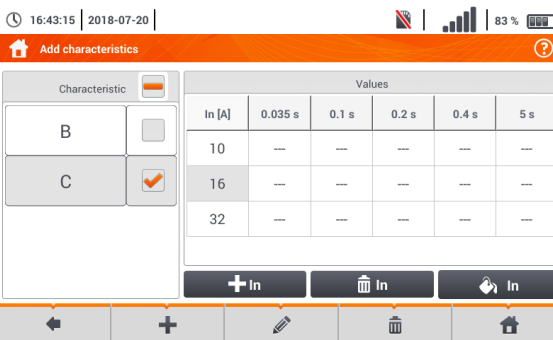 16:43:15 2018-07-20 83 %
Add characteristics ?
Characteristic Values
In [A] 0.035 s 0.1 s 0.2 s 0.4 s 5 s
B
C
10 --- --- --- --- ---
16 --- --- --- --- ---
32 --- --- --- --- ---
+ In In In